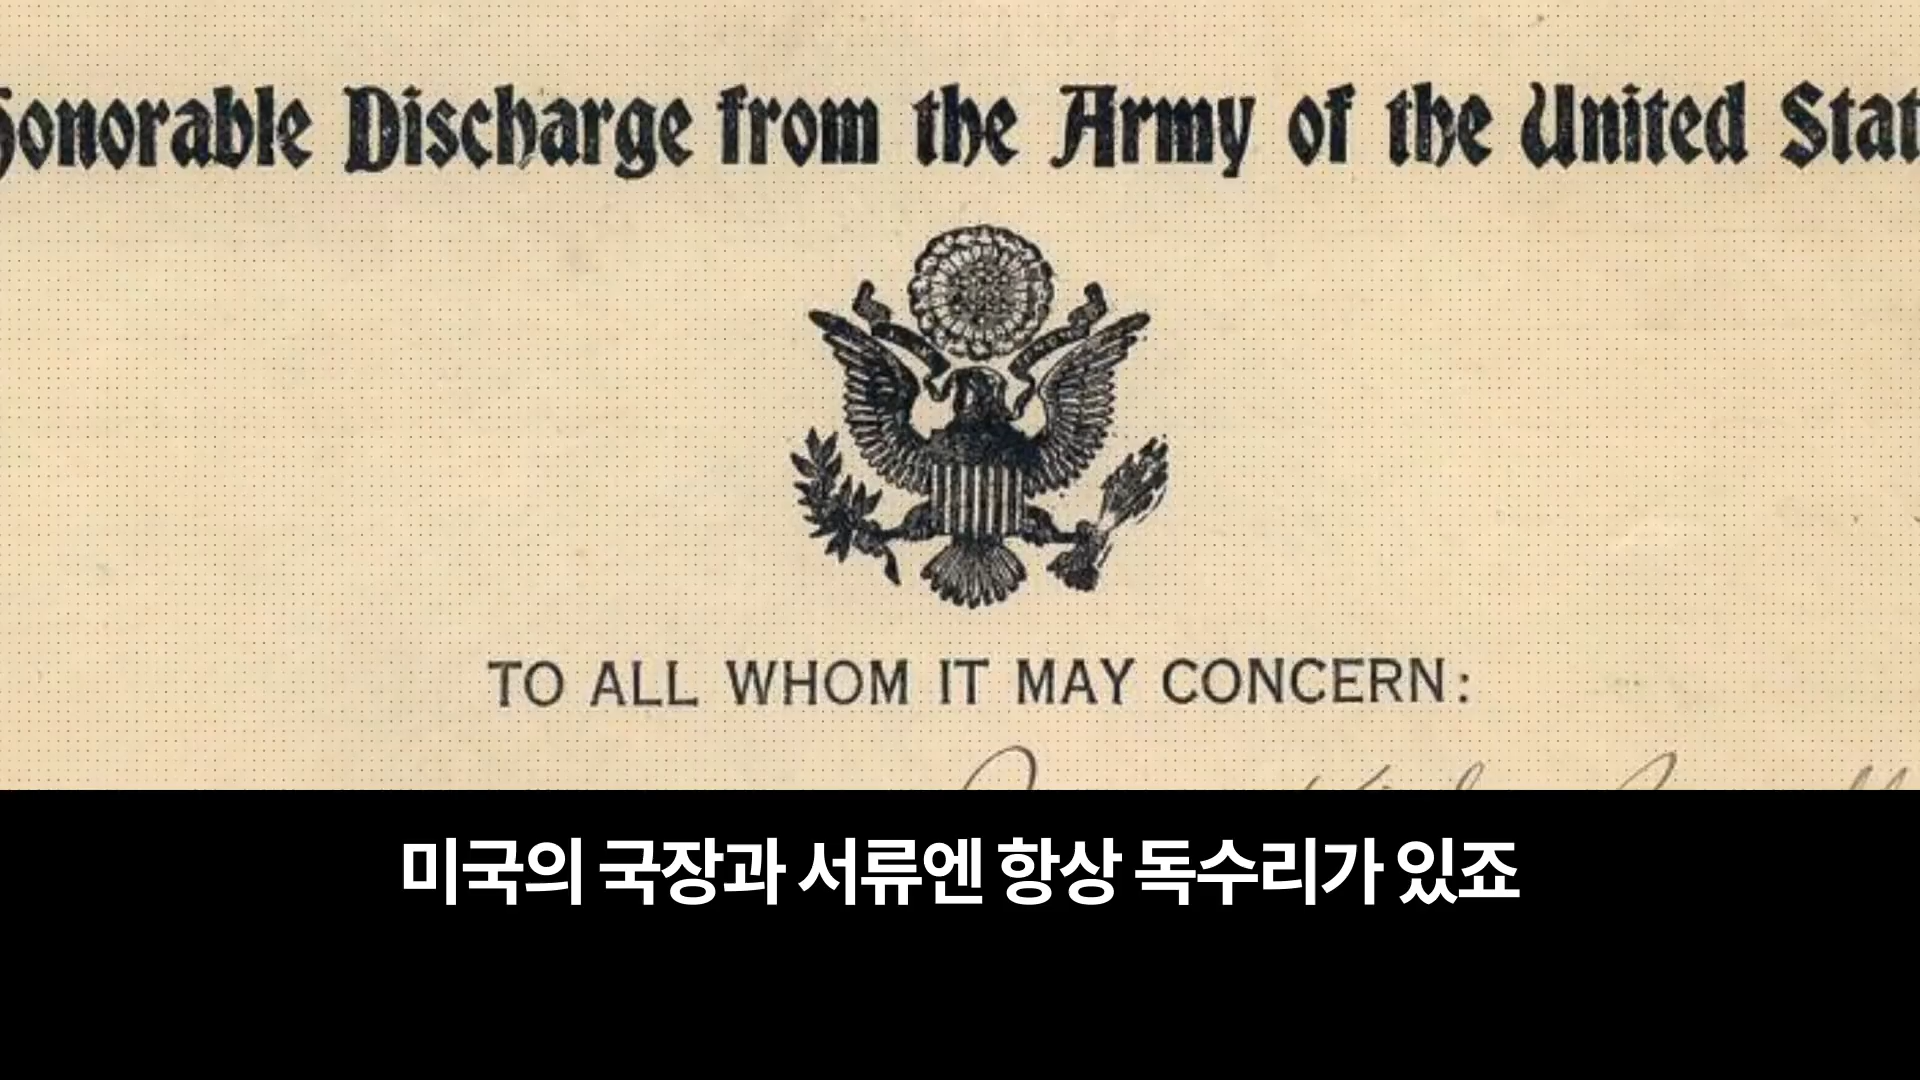 Honorable Discharge from the Army of the United Stat
TO ALL WHOM IT MAY CONCERN:
미국의 국장과 서류엔 항상 독수리가 있죠